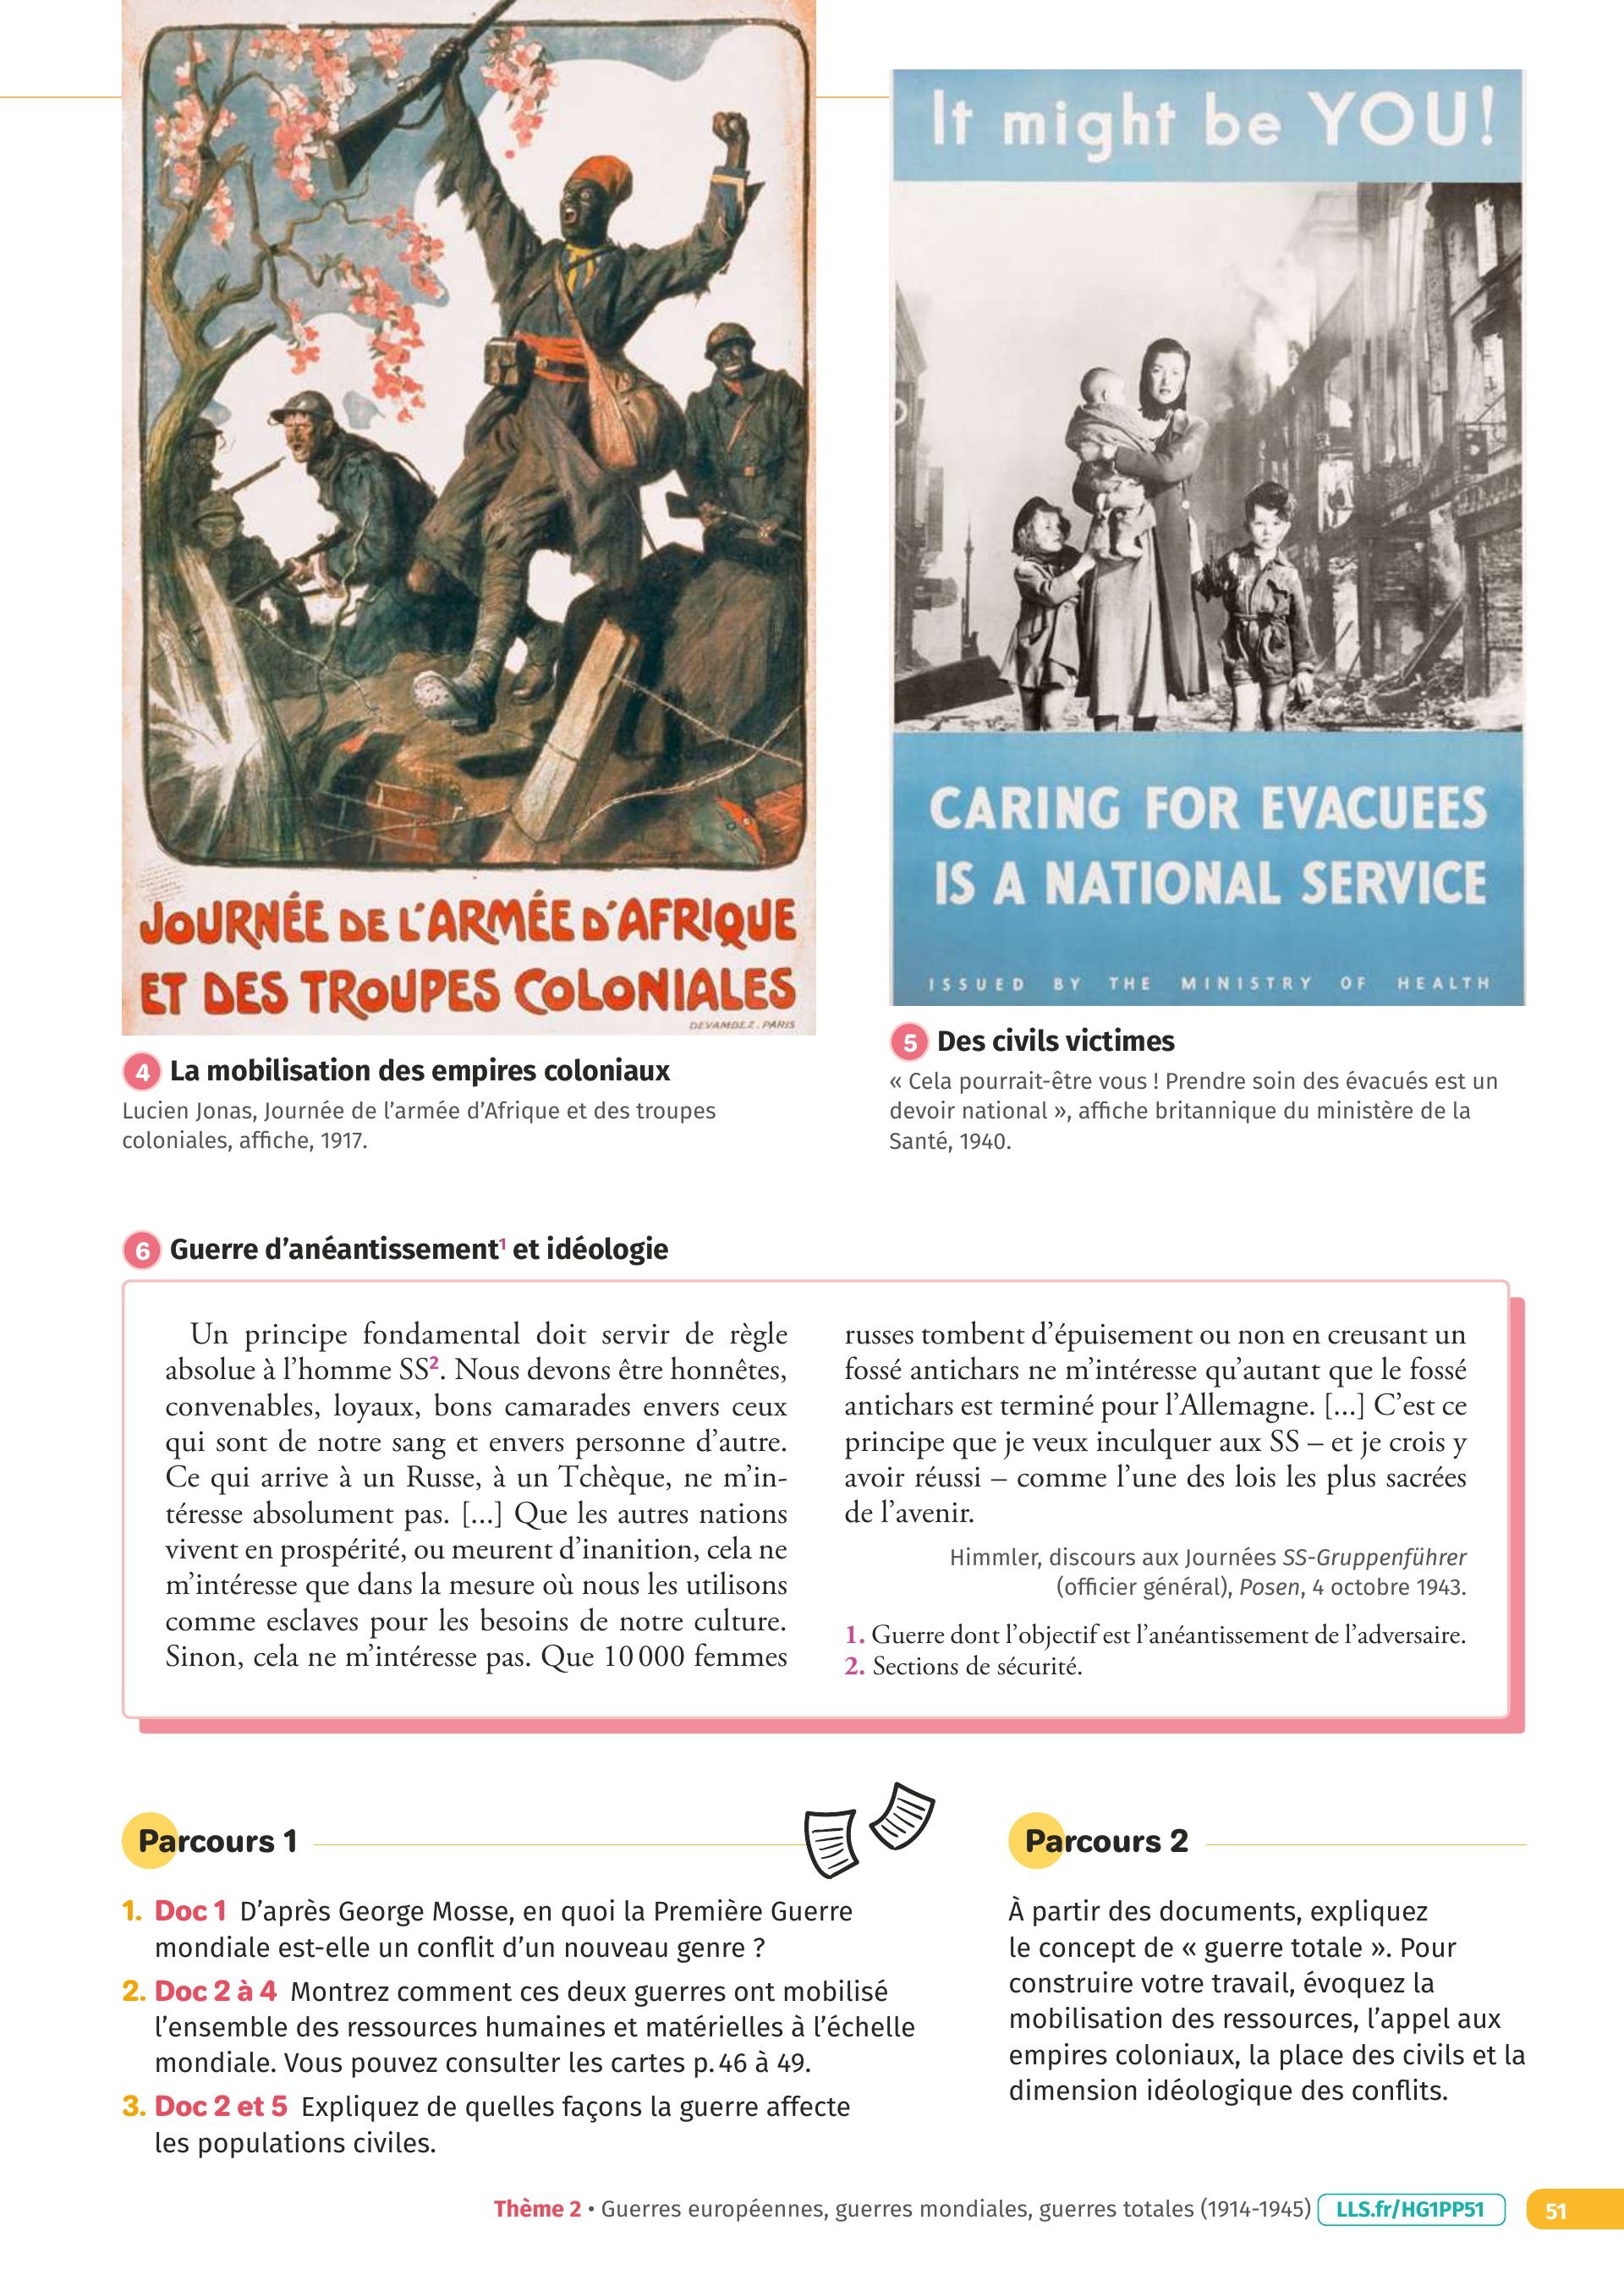 JOURNÉE DE L'ARMÉE D'AFRIQUE
ET DES TROUPES COLONIALES
DEVAMBEZ. PARIS
4 La mobilisation des empires coloniaux
Lucien Jonas, Journée de l'armée d'Afrique et des troupes
coloniales, affiche, 1917.
It might be YOU!
CARING FOR EVACUEES
IS A NATIONAL SERVICE
ISSUED BY THE MINISTRY OF HEALTH
5 Des civils victimes
« Cela pourrait-être vous ! Prendre soin des évacués est un
devoir national », affiche britannique du ministère de la
Santé, 1940.
6 Guerre d'anéantissement1 et idéologie
Un principe fondamental doit servir de règle
absolue à l'homme SS2. Nous devons être honnêtes,
convenables, loyaux, bons camarades envers ceux
qui sont de notre sang et envers personne d'autre.
Ce qui arrive à un Russe, à un Tchèque, ne m'in-
téresse absolument pas. [...] Que les autres nations
vivent en prospérité, ou meurent d'inanition, cela ne
m'intéresse que dans la mesure où nous les utilisons
comme esclaves pour les besoins de notre culture.
Sinon, cela ne m'intéresse pas. Que 10 000 femmes
russes tombent d'épuisement ou non en creusant un
fossé antichars ne m'intéresse qu'autant que le fossé
antichars est terminé pour l'Allemagne. [...] C'est ce
principe que je veux inculquer aux SS – et je crois y
avoir réussi – comme l'une des lois les plus sacrées
de l'avenir.
Himmler, discours aux Journées SS-Gruppenführer
(officier général), Posen, 4 octobre 1943.
1. Guerre dont l'objectif est l'anéantissement de l'adversaire.
2. Sections de sécurité.
Parcours 1
1. Doc 1 D'après George Mosse, en quoi la Première Guerre
mondiale est-elle un conflit d'un nouveau genre ?
2. Doc 2 à 4 Montrez comment ces deux guerres ont mobilisé
l'ensemble des ressources humaines et matérielles à l'échelle
mondiale. Vous pouvez consulter les cartes p. 46 à 49.
3. Doc 2 et 5 Expliquez de quelles façons la guerre affecte
les populations civiles.
Parcours 2
À partir des documents, expliquez
le concept de « guerre totale ». Pour
construire votre travail, évoquez la
mobilisation des ressources, l'appel aux
empires coloniaux, la place des civils et la
dimension idéologique des conflits.
Thème 2 • Guerres européennes, guerres mondiales, guerres totales (1914-1945) LLS.fr/HG1PP51 51